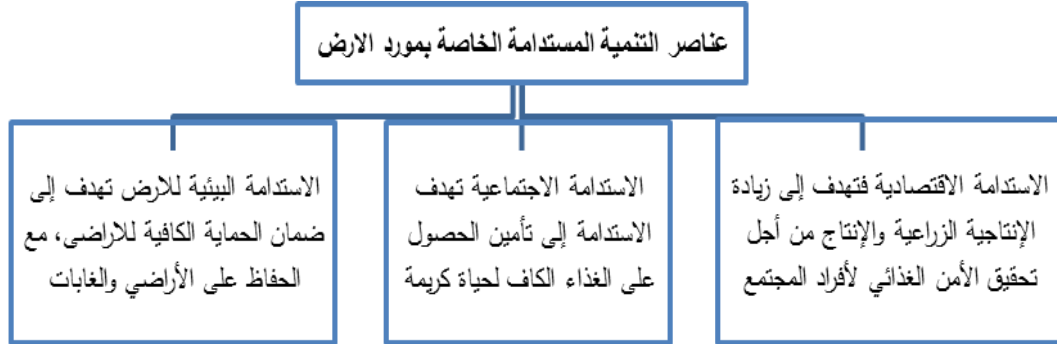 عناصر التنمية المستدامة الخاصة بمورد الارض
الاستدامة الاقتصادية فتهدف إلى زيادة
الإنتاجية الزراعية والإنتاج من أجل
تحقيق الأمن الغذائي لأفراد المجتمع
الاستدامة الاجتماعية تهدف
الاستدامة إلى تأمين الحصول
على الغذاء الكاف لحياة كريمة
الاستدامة البيئية للارض تهدف إلى
ضمان الحماية الكافية للاراضى، مع
الحفاظ على الأراضي والغابات